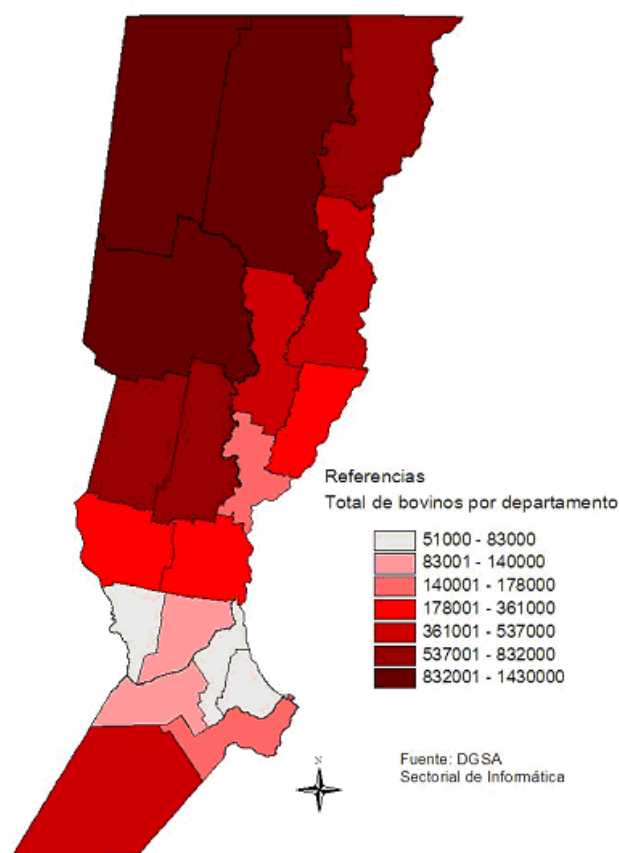 Referencias
Total de bovinos por departamento
51000 - 83000
83001 - 140000
140001 - 178000
178001 - 361000
361001 - 537000
537001 - 832000
832001 - 1430000
Fuente: DGSA
Sectorial de Informática
N